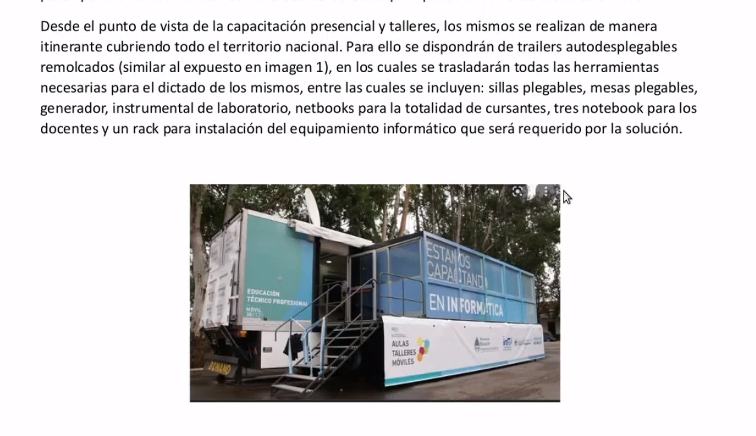 Desde el punto de vista de la capacitación presencial y talleres, los mismos se realizan de manera
itinerante cubriendo todo el territorio nacional. Para ello se dispondrán de trailers autodesplegables
remolcados (similar al expuesto en imagen 1), en los cuales se trasladarán todas las herramientas
necesarias para el dictado de los mismos, entre las cuales se incluyen: sillas plegables, mesas plegables,
generador, instrumental de laboratorio, netbooks para la totalidad de cursantes, tres notebook para los
docentes y un rack para instalación del equipamiento informático que será requerido por la solución.
ESTAMOS
CAPACITANDO
EN INFORMÁTICA
EDUCACIÓN
TÉCNICO PROFESIONAL
MÓVIL
AULAS
TALLERES
MÓVILES